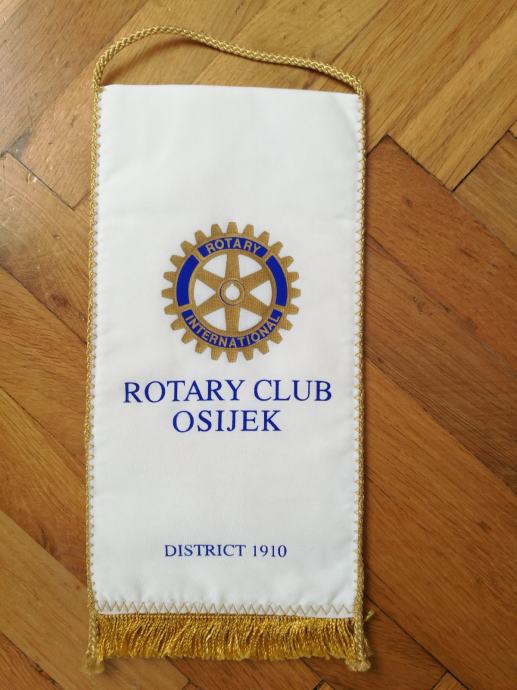 ROTARY
INTERNATIONAL
ROTARY CLUB
OSIJEK
DISTRICT 1910